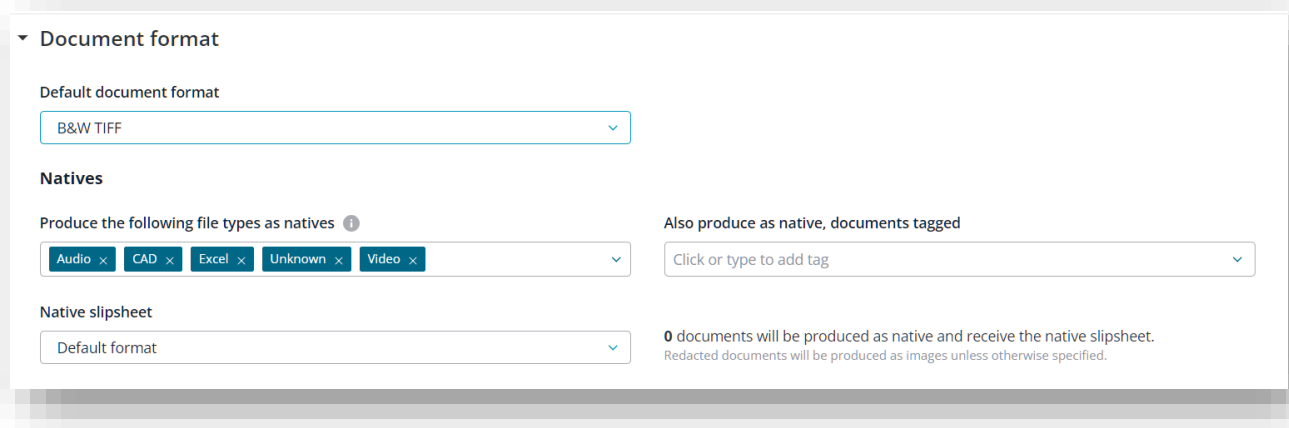 Document format
Default document format
B&W TIFF
Natives
Produce the following file types as natives i
Also produce as native, documents tagged
Audio × CAD × Excel × Unknown × Video ×
Click or type to add tag
Native slipsheet
Default format
0 documents will be produced as native and receive the native slipsheet.
Redacted documents will be produced as images unless otherwise specified.